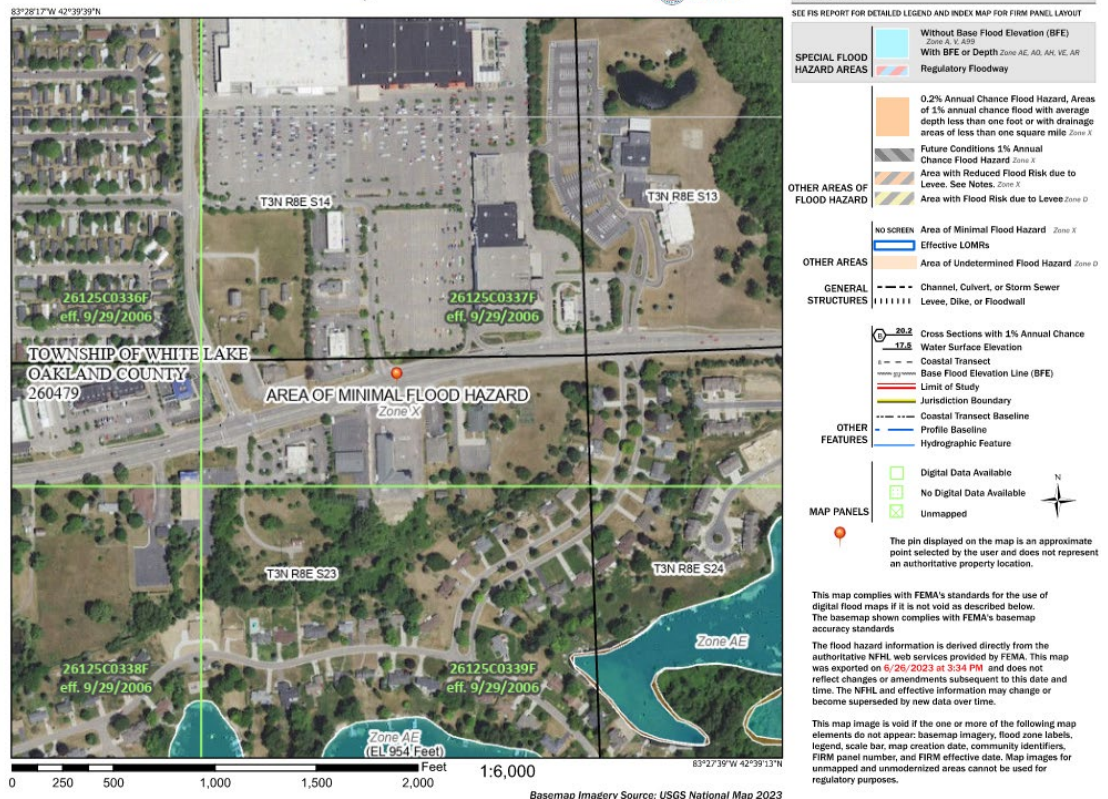 83°28'17"W 42°39'39"N
T3N R8E S14
T3N R8E S13
26125C0336F
eff. 9/29/2006
26125C0337F
eff. 9/29/2006
TOWNSHIP OF WHITE LAKE
OAKLAND COUNTY
260479
AREA OF MINIMAL FLOOD HAZARD
Zone X
T3N R8E S23
T3N R8E S24
Zone AE
26125C0338F
eff. 9/29/2006
26125C0339F
eff. 9/29/2006
Zone AE
(EL 954 Feet)
83°27'39"W 42°39'13"N
0 250 500 1,000 1,500 2,000
Feet
1:6,000
Basemap Imagery Source: USGS National Map 2023
SEE FIS REPORT FOR DETAILED LEGEND AND INDEX MAP FOR FIRM PANEL LAYOUT
SPECIAL FLOOD
HAZARD AREAS
Without Base Flood Elevation (BFE)
Zone A, V, A99
With BFE or Depth Zone AE, AO, AH, VE, AR
Regulatory Floodway
OTHER AREAS OF
FLOOD HAZARD
0.2% Annual Chance Flood Hazard, Areas
of 1% annual chance flood with average
depth less than one foot or with drainage
areas of less than one square mile Zone X
Future Conditions 1% Annual
Chance Flood Hazard Zone X
Area with Reduced Flood Risk due to
Levee. See Notes. Zone X
Area with Flood Risk due to Levee Zone D
OTHER AREAS
NO SCREEN Area of Minimal Flood Hazard Zone X
Effective LOMRs
Area of Undetermined Flood Hazard Zone D
GENERAL
STRUCTURES
Channel, Culvert, or Storm Sewer
Levee, Dike, or Floodwall
OTHER
FEATURES
B 20.2 Cross Sections with 1% Annual Chance
17.5 Water Surface Elevation
8 Coastal Transect
Base Flood Elevation Line (BFE)
Limit of Study
Jurisdiction Boundary
Coastal Transect Baseline
Profile Baseline
Hydrographic Feature
MAP PANELS
Digital Data Available
No Digital Data Available
Unmapped
N
The pin displayed on the map is an approximate
point selected by the user and does not represent
an authoritative property location.
This map complies with FEMA's standards for the use of
digital flood maps if it is not void as described below.
The basemap shown complies with FEMA's basemap
accuracy standards
The flood hazard information is derived directly from the
authoritative NFHL web services provided by FEMA. This map
was exported on 6/26/2023 at 3:34 PM and does not
reflect changes or amendments subsequent to this date and
time. The NFHL and effective information may change or
become superseded by new data over time.
This map image is void if the one or more of the following map
elements do not appear: basemap imagery, flood zone labels,
legend, scale bar, map creation date, community identifiers,
FIRM panel number, and FIRM effective date. Map images for
unmapped and unmodernized areas cannot be used for
regulatory purposes.